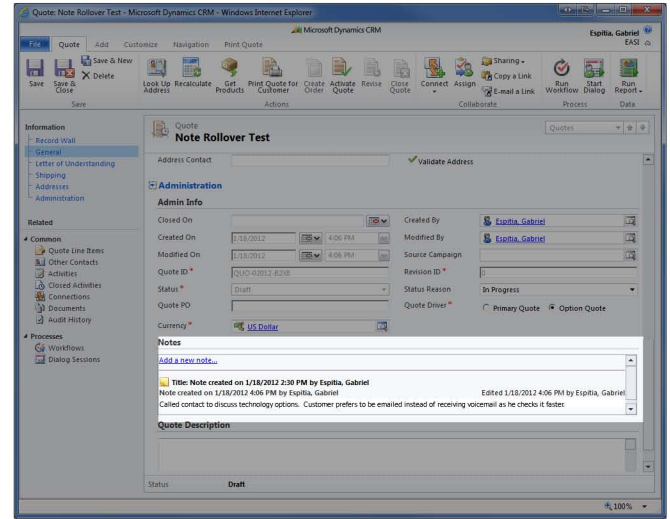 Quote: Note Rollover Test - Microsoft Dynamics CRM - Windows Internet Explorer
Microsoft Dynamics CRM
Espitia, Gabriel
EASI
File Quote Add Customize Navigation Print Quote
Save
Save & Close
Save & New
Delete
Look Up Address
Recalculate
Get Products
Print Quote for Customer
Create Order
Activate Quote
Revise
Close Quote
Connect
Assign
Sharing
Copy a Link
E-mail a Link
Run Workflow
Start Dialog
Run Report
Save Actions Collaborate Process Data
Information
Record Wall
General
Letter of Understanding
Shipping
Addresses
Administration
Related
Common
Quote Line Items
Other Contacts
Activities
Closed Activities
Connections
Documents
Audit History
Processes
Workflows
Dialog Sessions
Quote
Note Rollover Test
Quotes
Address Contact Validate Address
Administration
Admin Info
Closed On Created By Espitia, Gabriel
Created On 1/18/2012 4:06 PM Modified By Espitia, Gabriel
Modified On 1/18/2012 4:06 PM Source Campaign
Quote ID * QUO-02012-B2X8 Revision ID * 0
Status * Draft Status Reason In Progress
Quote PO Quote Driver * Primary Quote Option Quote
Currency * US Dollar
Notes
Add a new note...
Title: Note created on 1/18/2012 2:30 PM by Espitia, Gabriel
Note created on 1/18/2012 4:06 PM by Espitia, Gabriel Edited 1/18/2012 4:06 PM by Espitia, Gabriel
Called contact to discuss technology options. Customer prefers to be emailed instead of receiving voicemail as he checks it faster.
Quote Description
Status Draft
100%